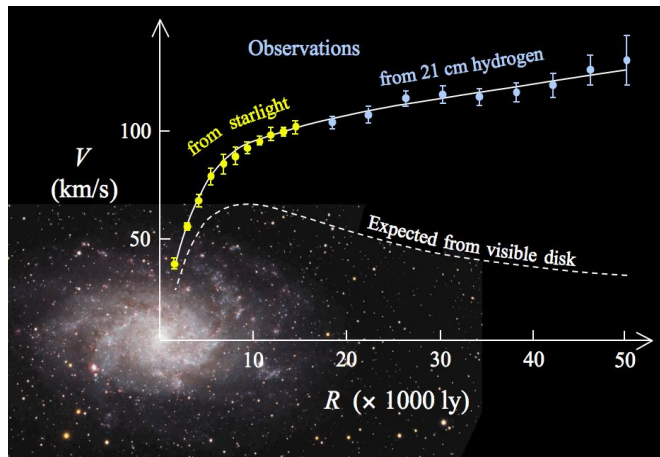 Observations
from 21 cm hydrogen
from starlight
100
V
(km/s)
50
Expected from visible disk
10
20
30
40
50
R (× 1000 ly)